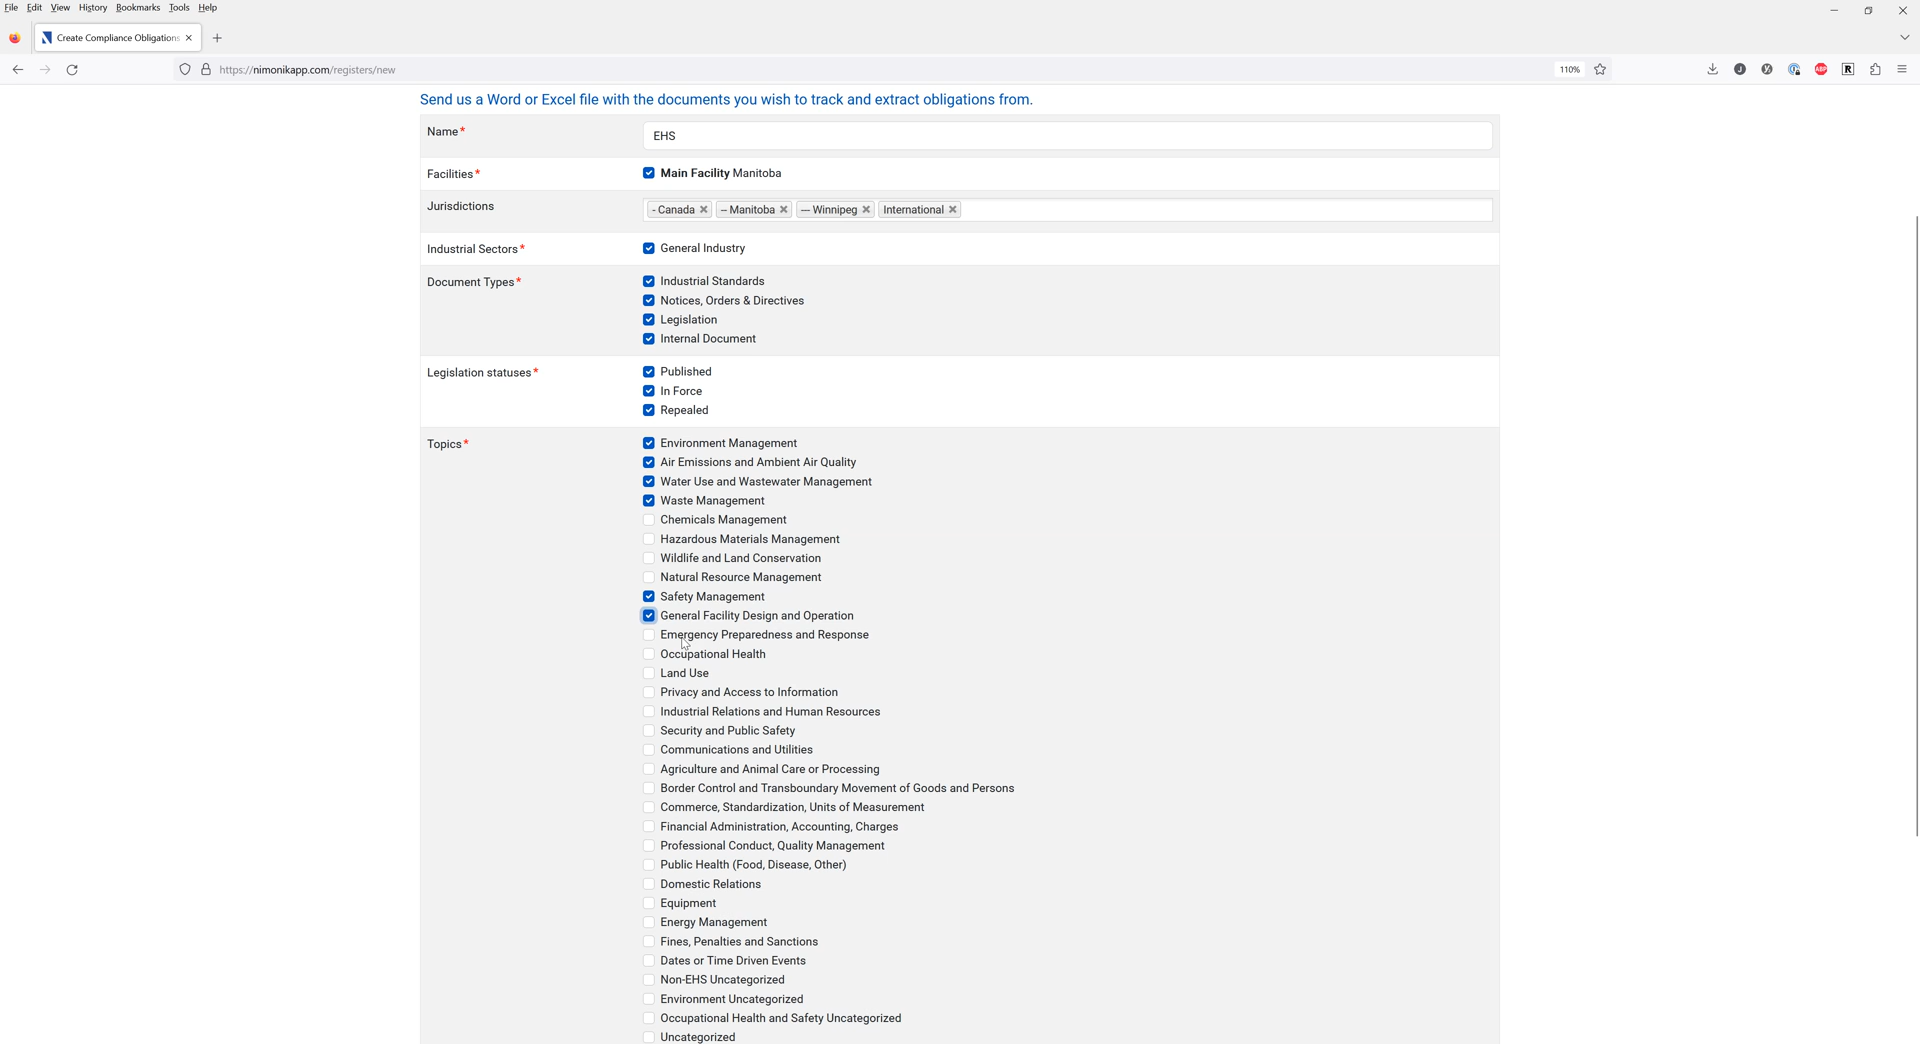 File Edit View History Bookmarks Tools Help
Create Compliance Obligations
https://nimonikapp.com/registers/new
110%
J
ABP
R
Send us a Word or Excel file with the documents you wish to track and extract obligations from.
Name*
EHS
Facilities*
Main Facility Manitoba
Jurisdictions
- Canada
-- Manitoba
--- Winnipeg
International
Industrial Sectors*
General Industry
Document Types*
Industrial Standards
Notices, Orders & Directives
Legislation
Internal Document
Legislation statuses*
Published
In Force
Repealed
Topics*
Environment Management
Air Emissions and Ambient Air Quality
Water Use and Wastewater Management
Waste Management
Chemicals Management
Hazardous Materials Management
Wildlife and Land Conservation
Natural Resource Management
Safety Management
General Facility Design and Operation
Emergency Preparedness and Response
Occupational Health
Land Use
Privacy and Access to Information
Industrial Relations and Human Resources
Security and Public Safety
Communications and Utilities
Agriculture and Animal Care or Processing
Border Control and Transboundary Movement of Goods and Persons
Commerce, Standardization, Units of Measurement
Financial Administration, Accounting, Charges
Professional Conduct, Quality Management
Public Health (Food, Disease, Other)
Domestic Relations
Equipment
Energy Management
Fines, Penalties and Sanctions
Dates or Time Driven Events
Non-EHS Uncategorized
Environment Uncategorized
Occupational Health and Safety Uncategorized
Uncategorized